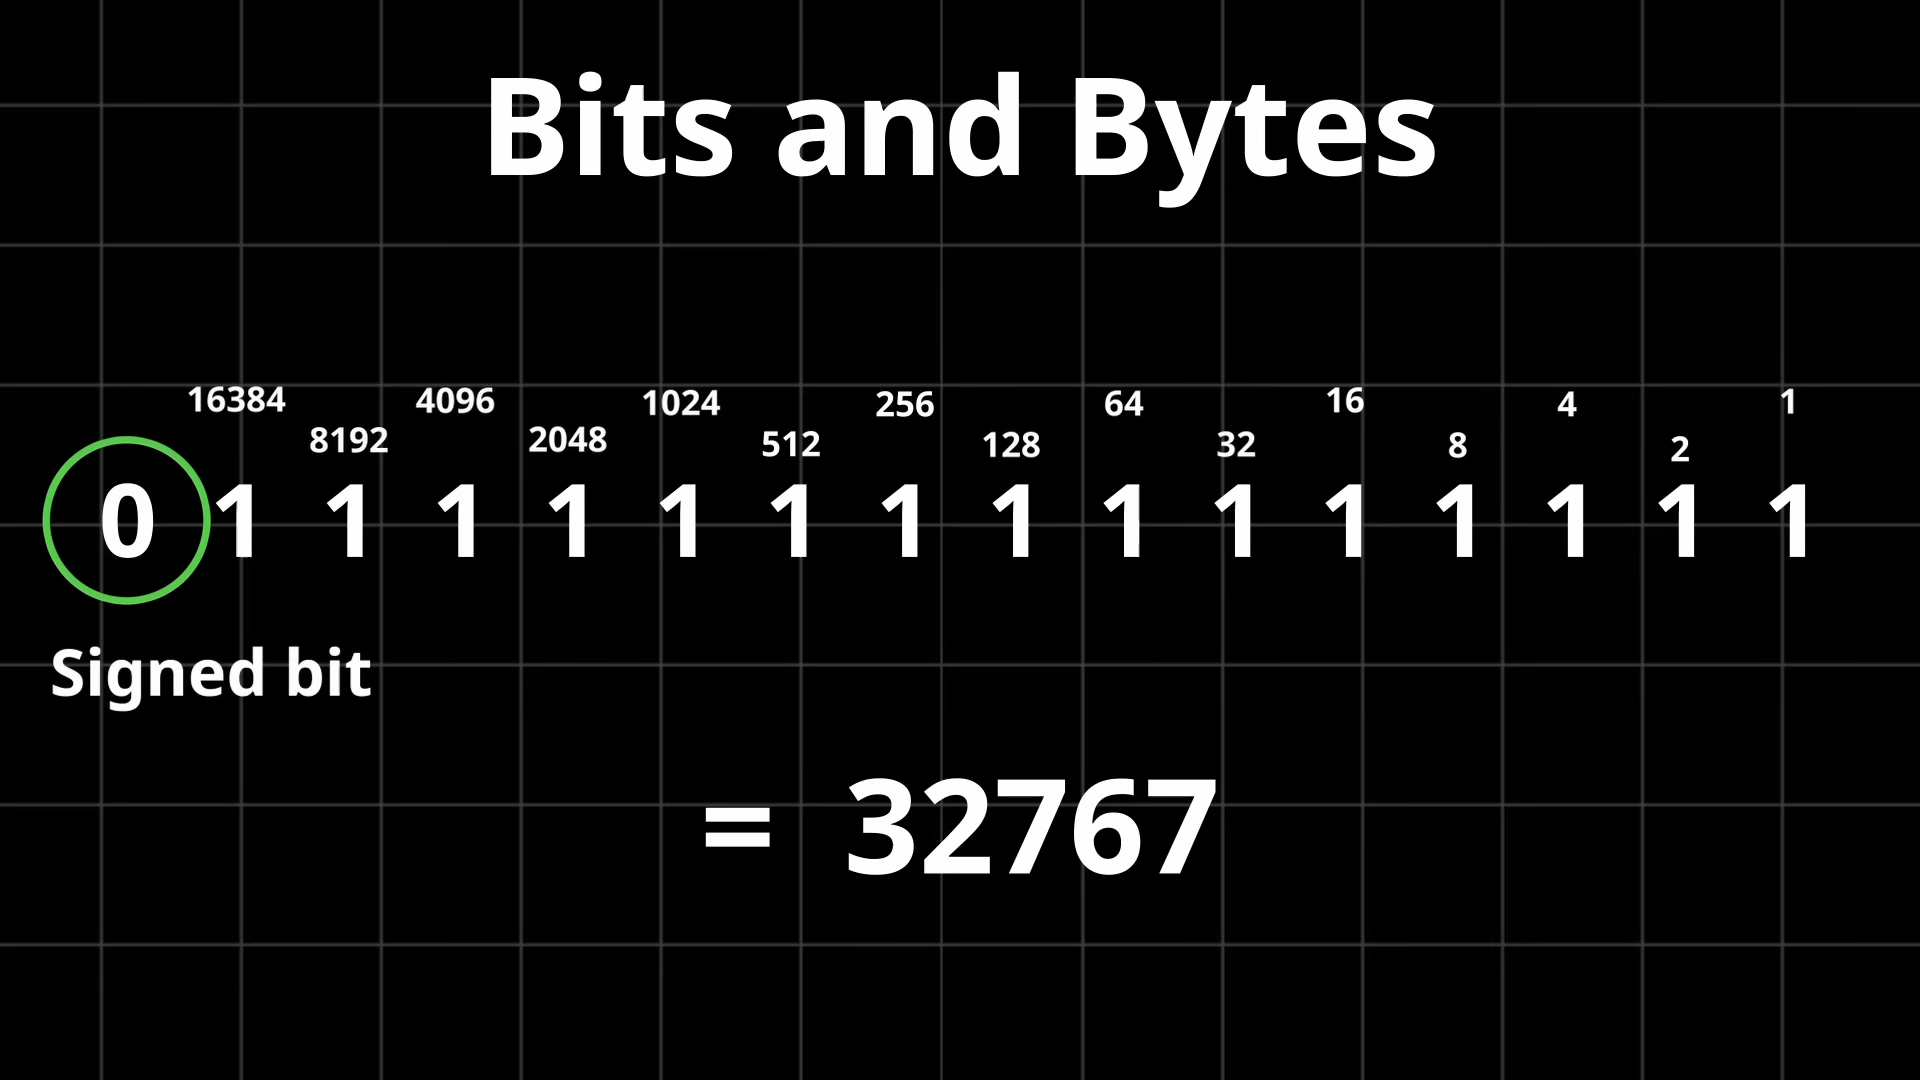 Bits and Bytes
16384 4096 1024 256 64 16 4 1
8192 2048 512 128 32 8 2
0 1 1 1 1 1 1 1 1 1 1 1 1 1 1 1
Signed bit
= 32767